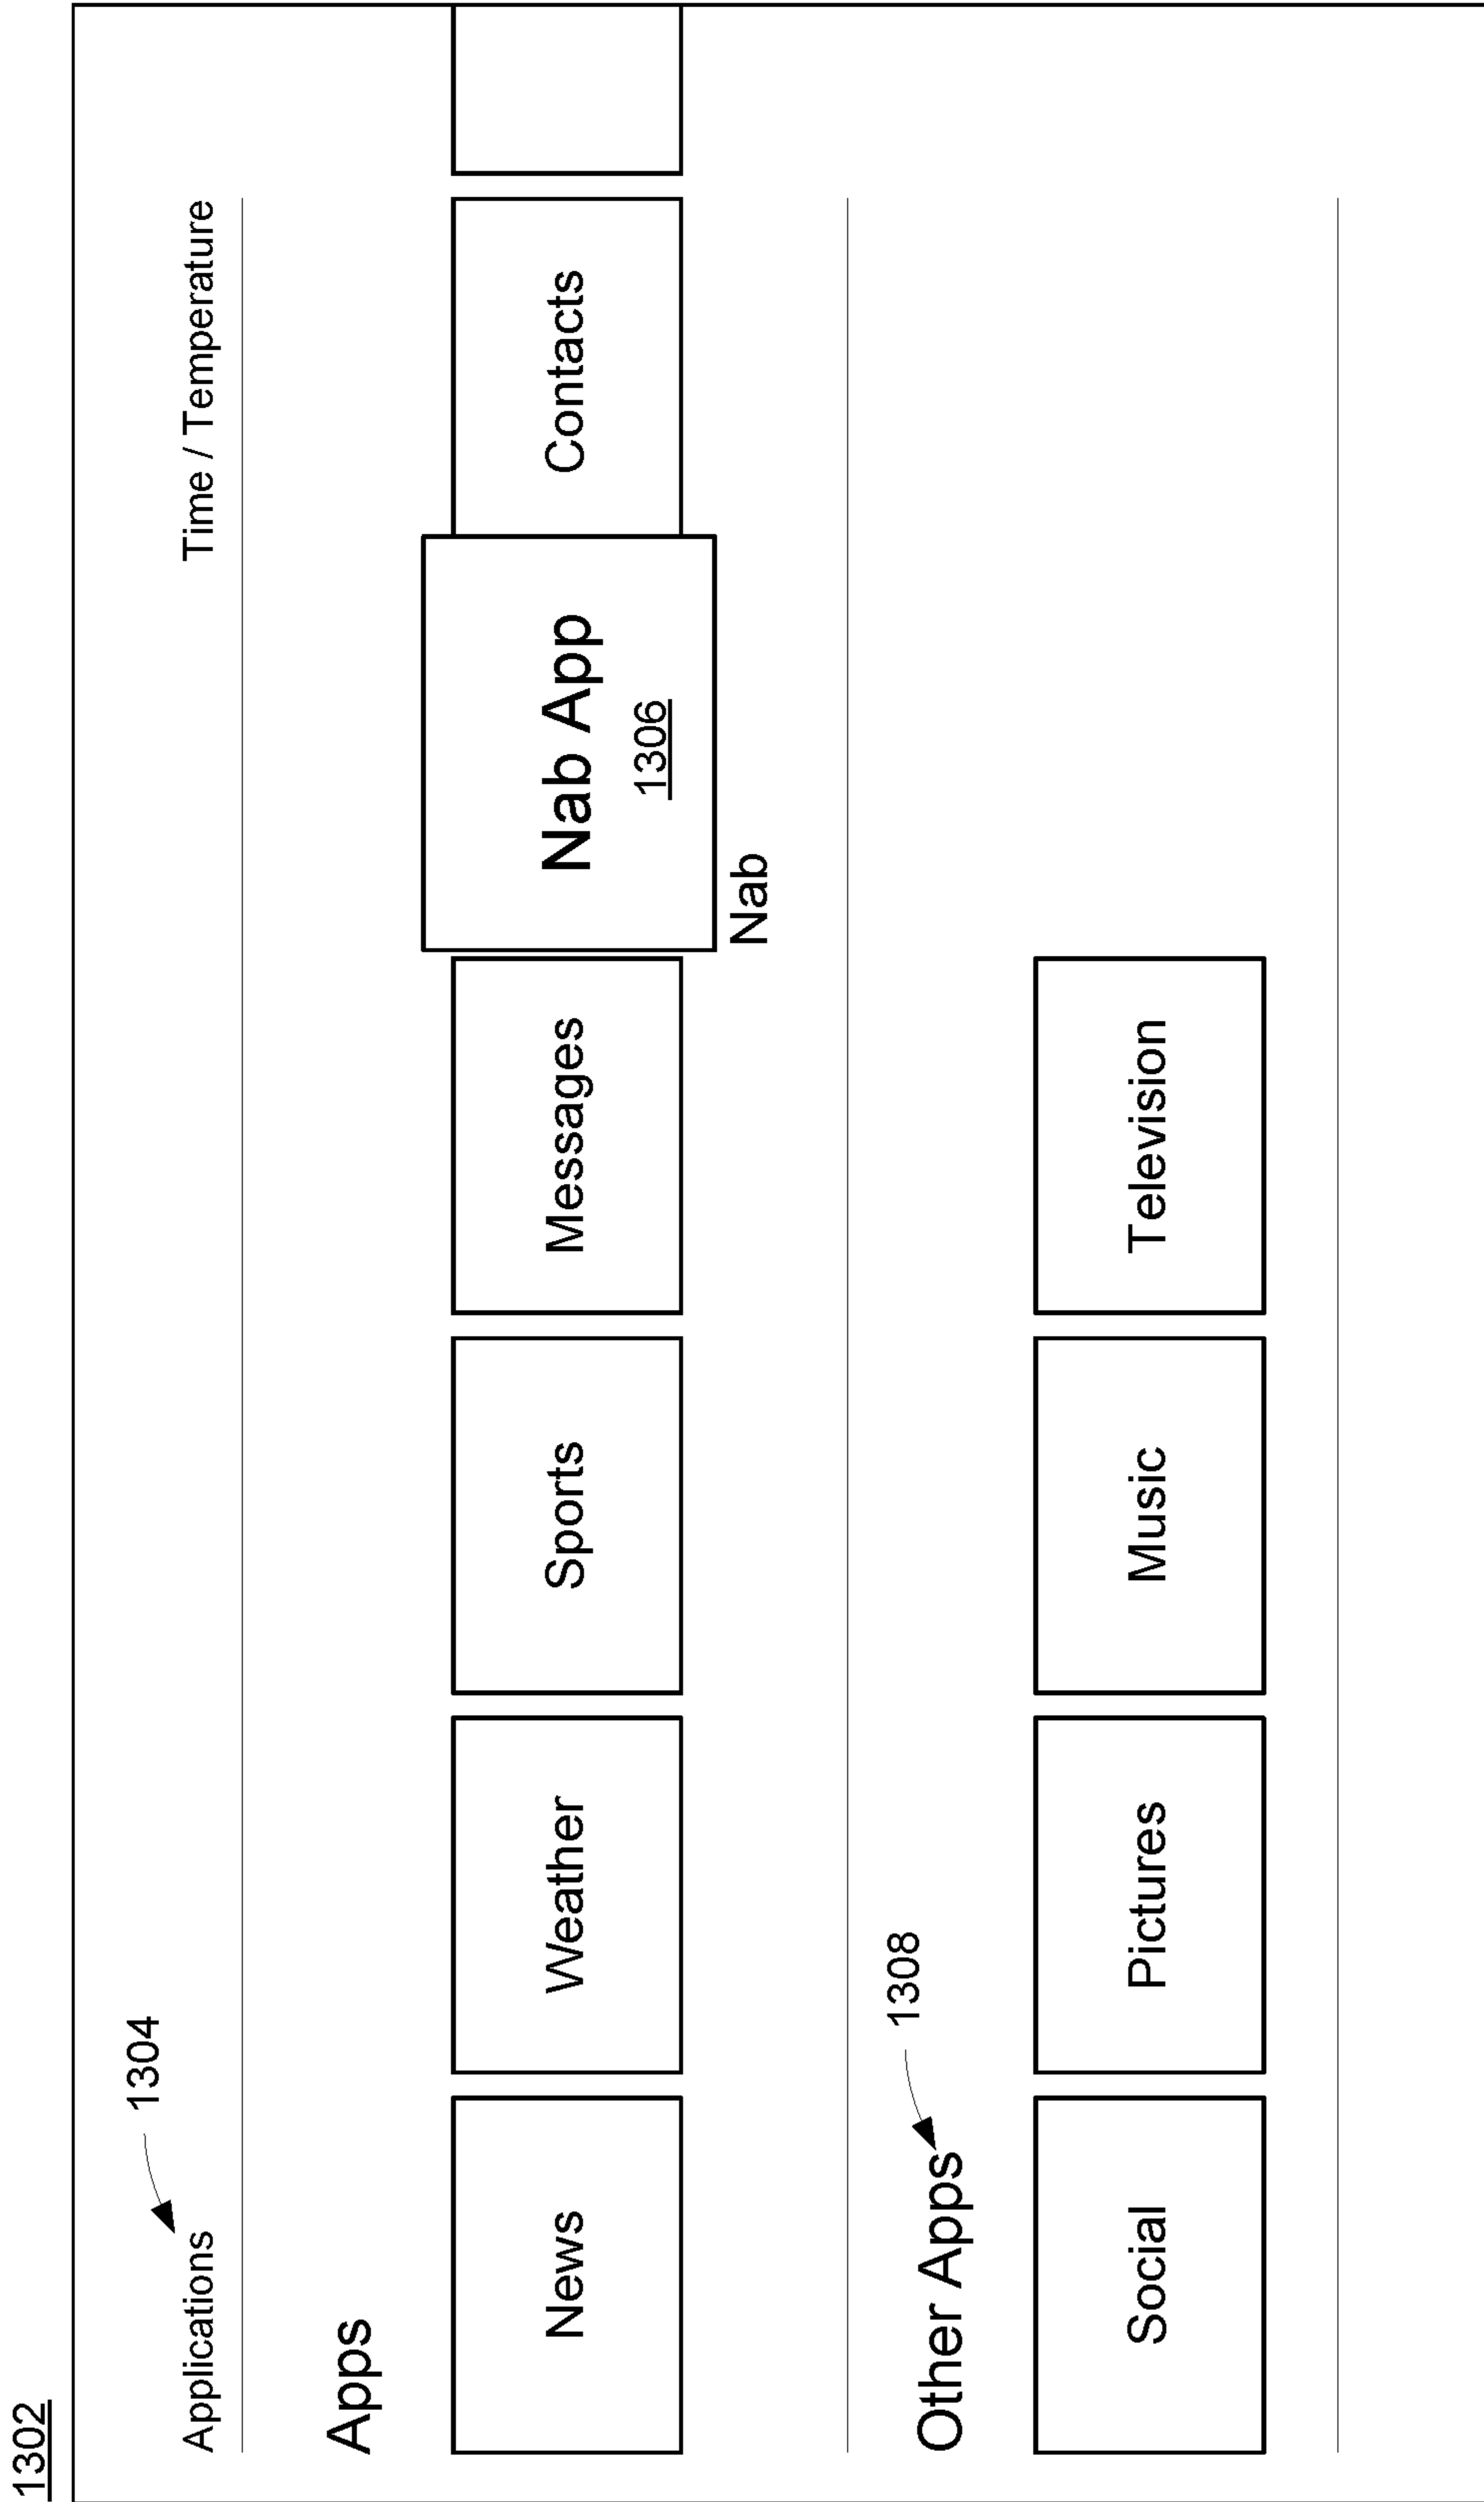 1302
1304
Applications
Time / Temperature
Apps
News
Weather
Sports
Messages
Nab App
1306
Contacts
Nab
1308
Other Apps
Social
Pictures
Music
Television